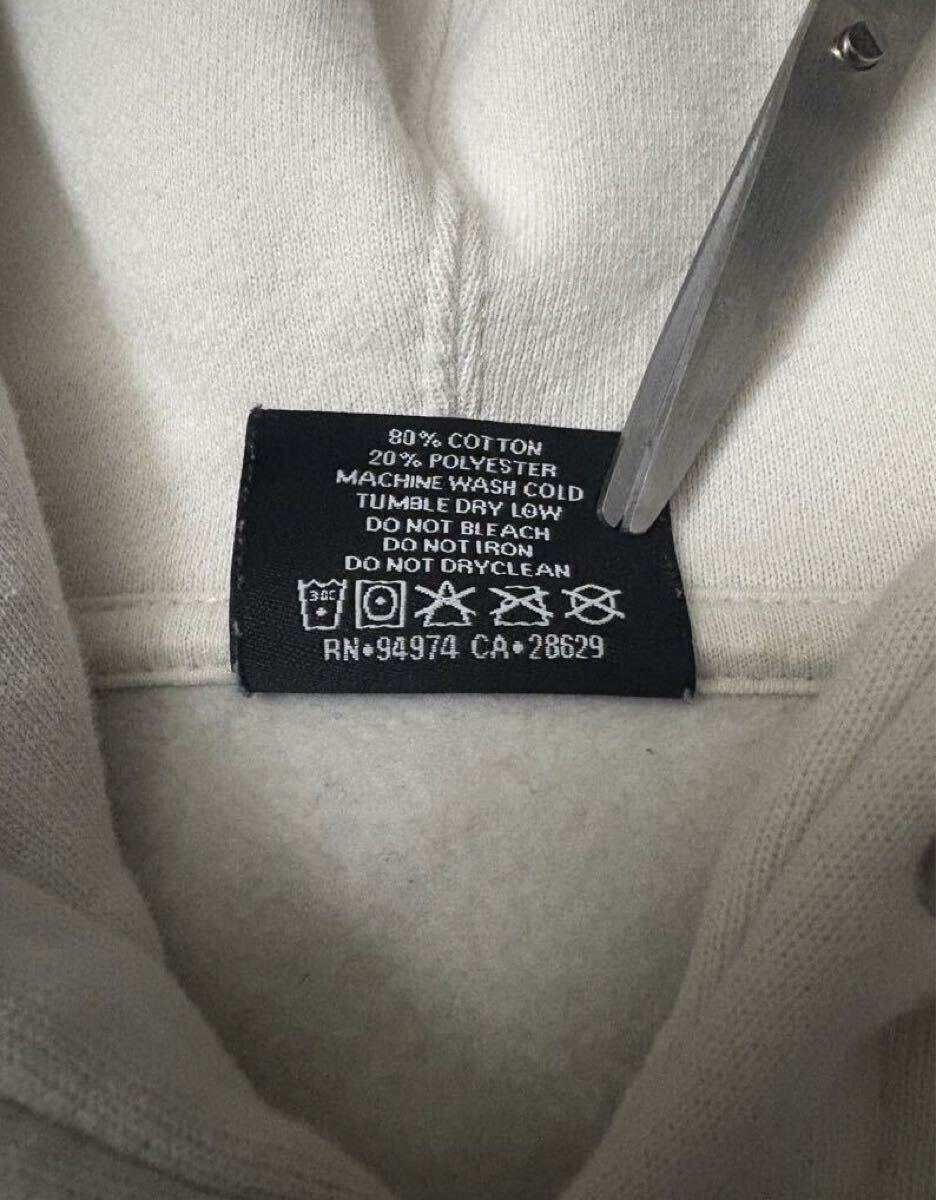 80% COTTON
20% POLYESTER
MACHINE WASH COLD
TUMBLE DRY LOW
DO NOT BLEACH
DO NOT IRON
DO NOT DRYCLEAN
30C
RN•94974 CA•28629